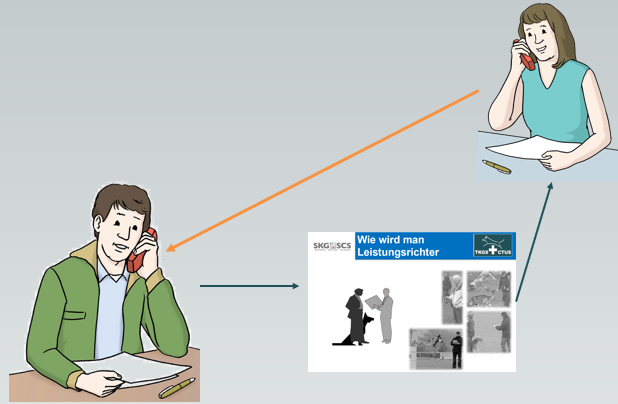 SKG SCS
Wie wird man
Leistungsrichter
TKGS CTUS